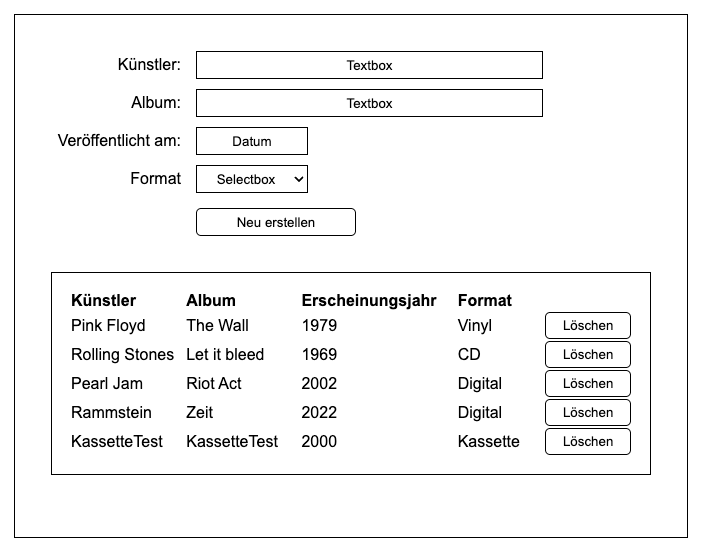 Künstler: Textbox
Album: Textbox
Veröffentlicht am: Datum
Format Selectbox
Neu erstellen
Künstler Album Erscheinungsjahr Format
Pink Floyd The Wall 1979 Vinyl Löschen
Rolling Stones Let it bleed 1969 CD Löschen
Pearl Jam Riot Act 2002 Digital Löschen
Rammstein Zeit 2022 Digital Löschen
KassetteTest KassetteTest 2000 Kassette Löschen